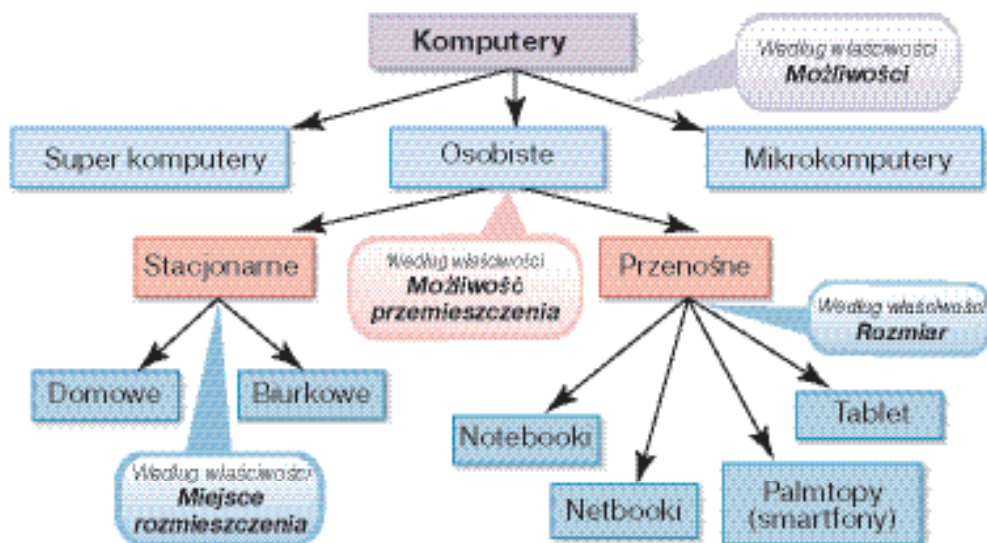 Komputery
Według właściwości
Możliwości
Super komputery
Osobiste
Mikrokomputery
Stacjonarne
Według właściwości
Możliwość
przemieszczenia
Przenośne
Według właściwości
Rozmiar
Domowe
Biurkowe
Notebooki
Tablet
Według właściwości
Miejsce
rozmieszczenia
Netbooki
Palmtopy
(smartfony)